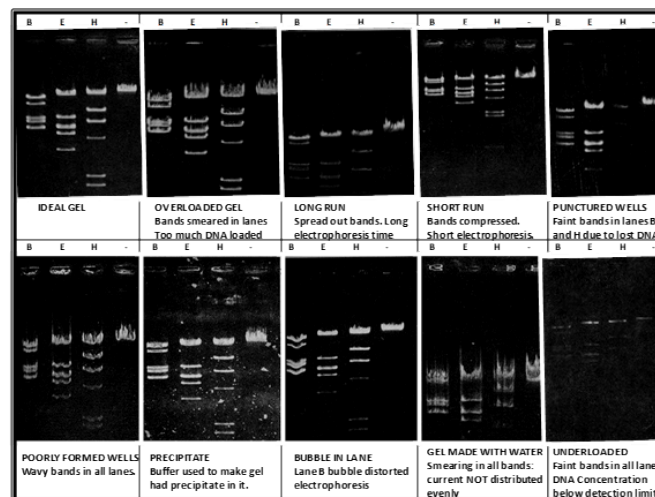 B E H - B E H - B E H - B E H - B E H -
IDEAL GEL
OVERLOADED GEL
Bands smeared in lanes
Too much DNA loaded
LONG RUN
Spread out bands. Long
electrophoresis time
SHORT RUN
Bands compressed.
Short electrophoresis.
PUNCTURED WELLS
Faint bands in lanes B
and H due to lost DNA
B E H - B E H - B E H - B E H - B E H -
POORLY FORMED WELLS
Wavy bands in all lanes.
PRECIPITATE
Buffer used to make gel
had precipitate in it.
BUBBLE IN LANE
Lane B bubble distorted
electrophoresis
GEL MADE WITH WATER
Smearing in all bands:
current NOT distributed
evenly
UNDERLOADED
Faint bands in all lane
DNA Concentration
below detection limit